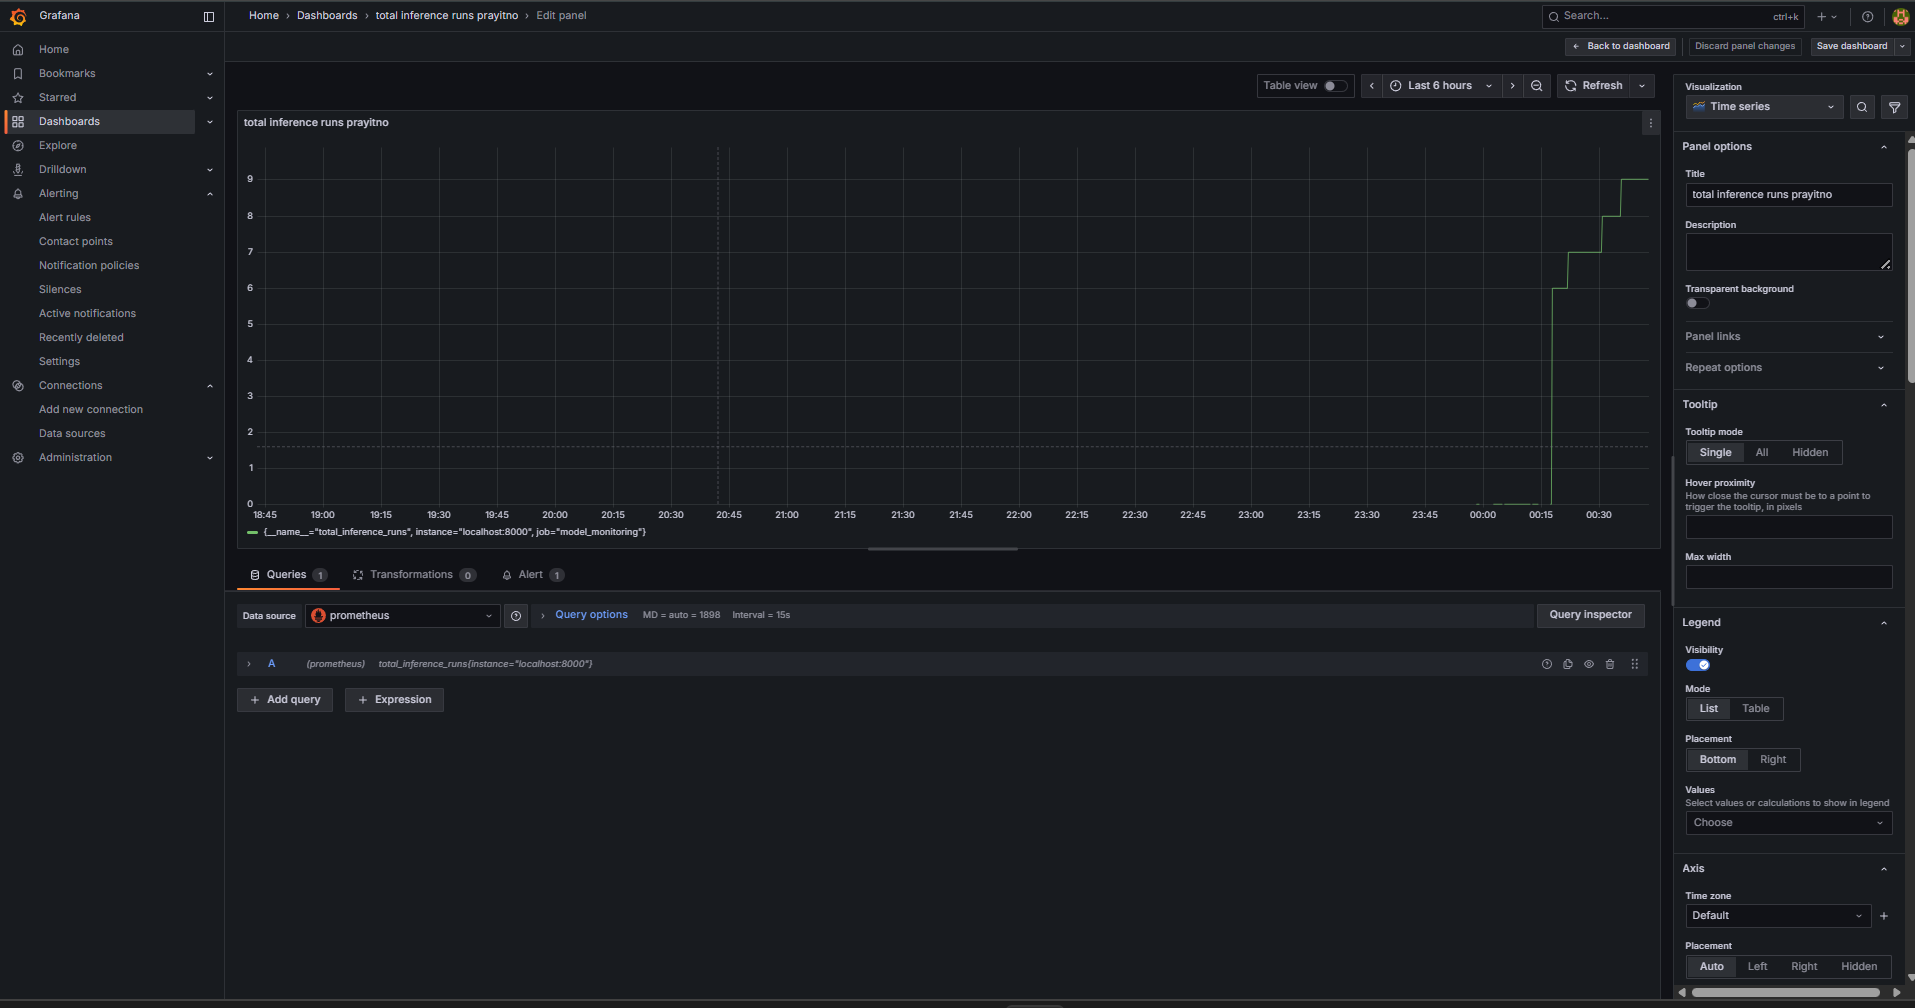 Grafana
Home › Dashboards › total inference runs prayitno › Edit panel
Search...
ctrl+k
Back to dashboard
Discard panel changes
Save dashboard
Home
Bookmarks
Starred
Dashboards
Explore
Drilldown
Alerting
Alert rules
Contact points
Notification policies
Silences
Active notifications
Recently deleted
Settings
Connections
Add new connection
Data sources
Administration
Table view
Last 6 hours
Refresh
total inference runs prayitno
9
8
7
6
5
4
3
2
1
0
18:45 19:00 19:15 19:30 19:45 20:00 20:15 20:30 20:45 21:00 21:15 21:30 21:45 22:00 22:15 22:30 22:45 23:00 23:15 23:30 23:45 00:00 00:15 00:30
{__name__="total_inference_runs", instance="localhost:8000", job="model_monitoring"}
Queries 1
Transformations 0
Alert 1
Data source
prometheus
Query options
MD = auto = 1898
Interval = 15s
Query inspector
A
(prometheus)
total_inference_runs{instance="localhost:8000"}
+ Add query
+ Expression
Visualization
Time series
Panel options
Title
total inference runs prayitno
Description
Transparent background
Panel links
Repeat options
Tooltip
Tooltip mode
Single
All
Hidden
Hover proximity
How close the cursor must be to a point to
trigger the tooltip, in pixels
Max width
Legend
Visibility
Mode
List
Table
Placement
Bottom
Right
Values
Select values or calculations to show in legend
Choose
Axis
Time zone
Default
Placement
Auto
Left
Right
Hidden